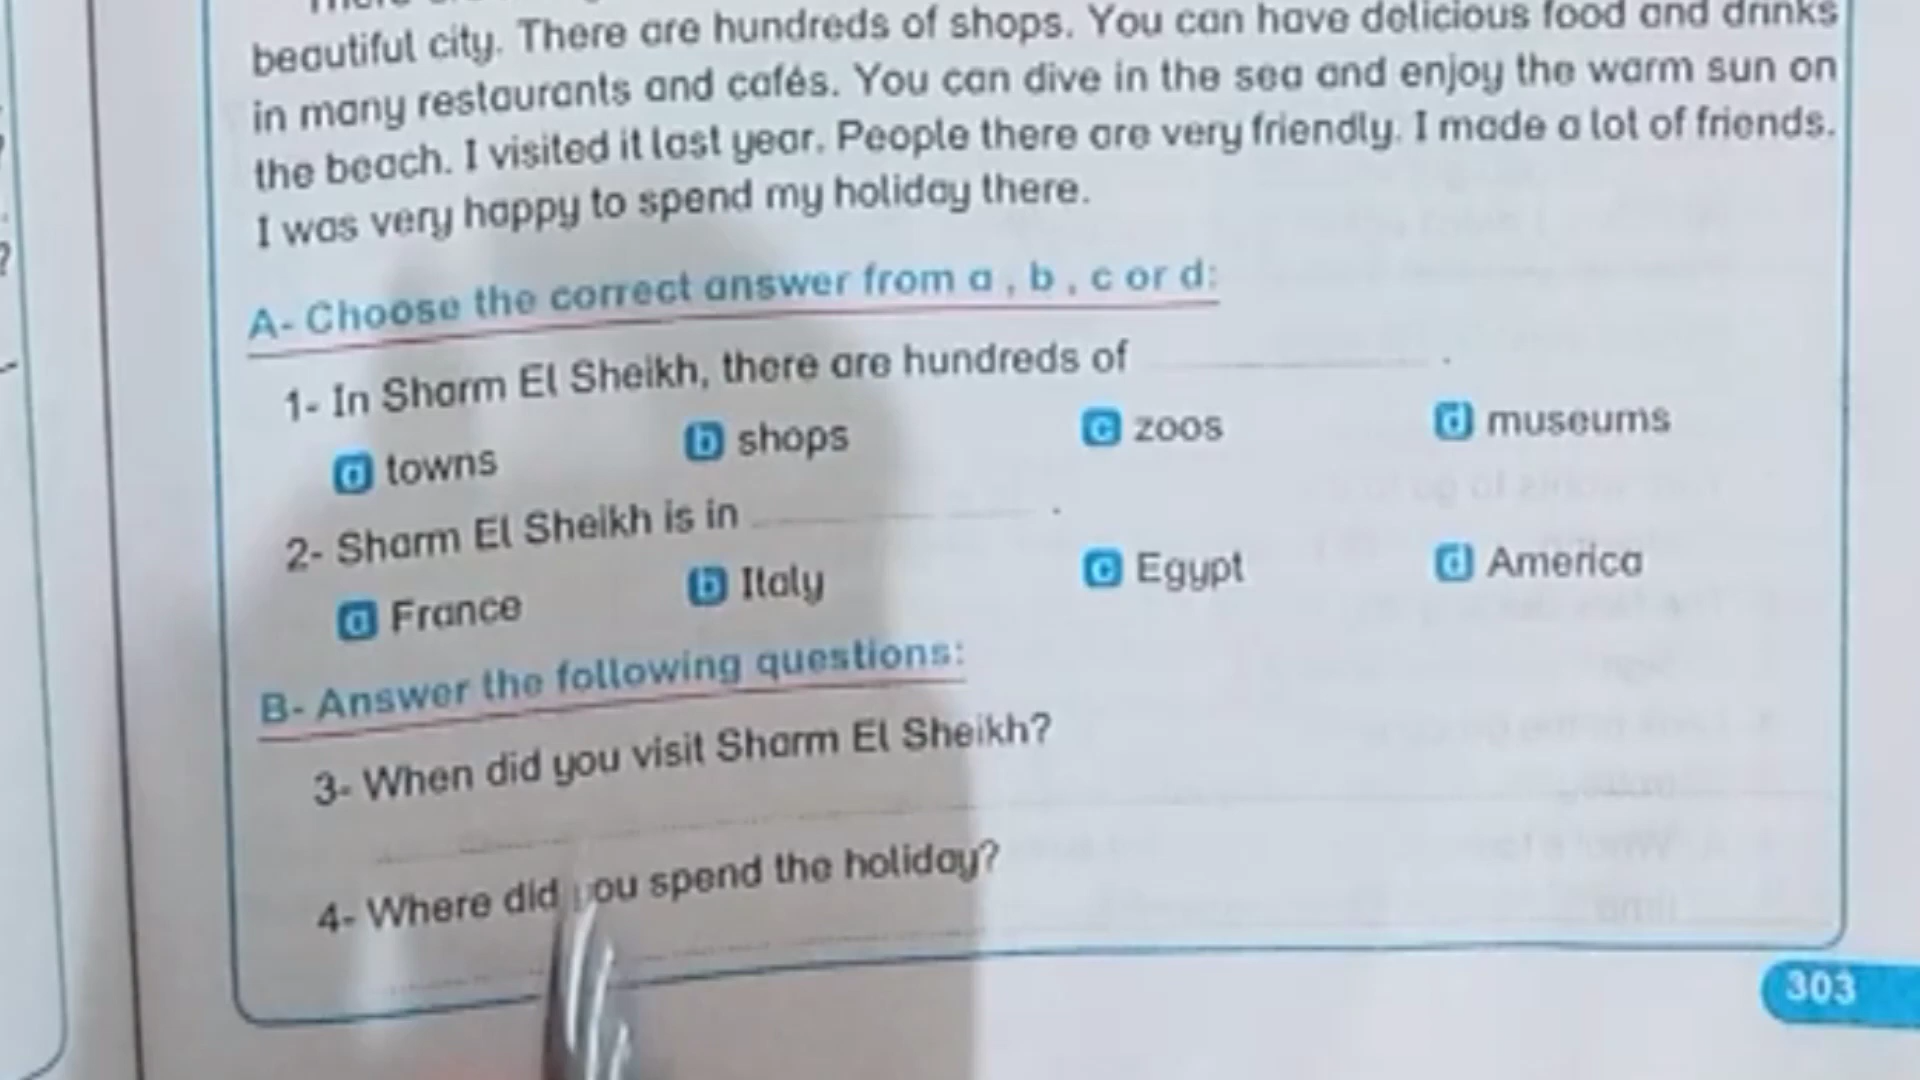 beautiful city. There are hundreds of shops. You can have delicious food and drinks
in many restaurants and cafés. You can dive in the sea and enjoy the warm sun on
the beach. I visited it last year. People there are very friendly. I made a lot of friends.
I was very happy to spend my holiday there.
A- Choose the correct answer from a , b , c or d:
1- In Sharm El Sheikh, there are hundreds of .
a towns b shops c zoos d museums
2- Sharm El Sheikh is in .
a France b Italy c Egypt d America
B- Answer the following questions:
3- When did you visit Sharm El Sheikh?
4- Where did you spend the holiday?
303